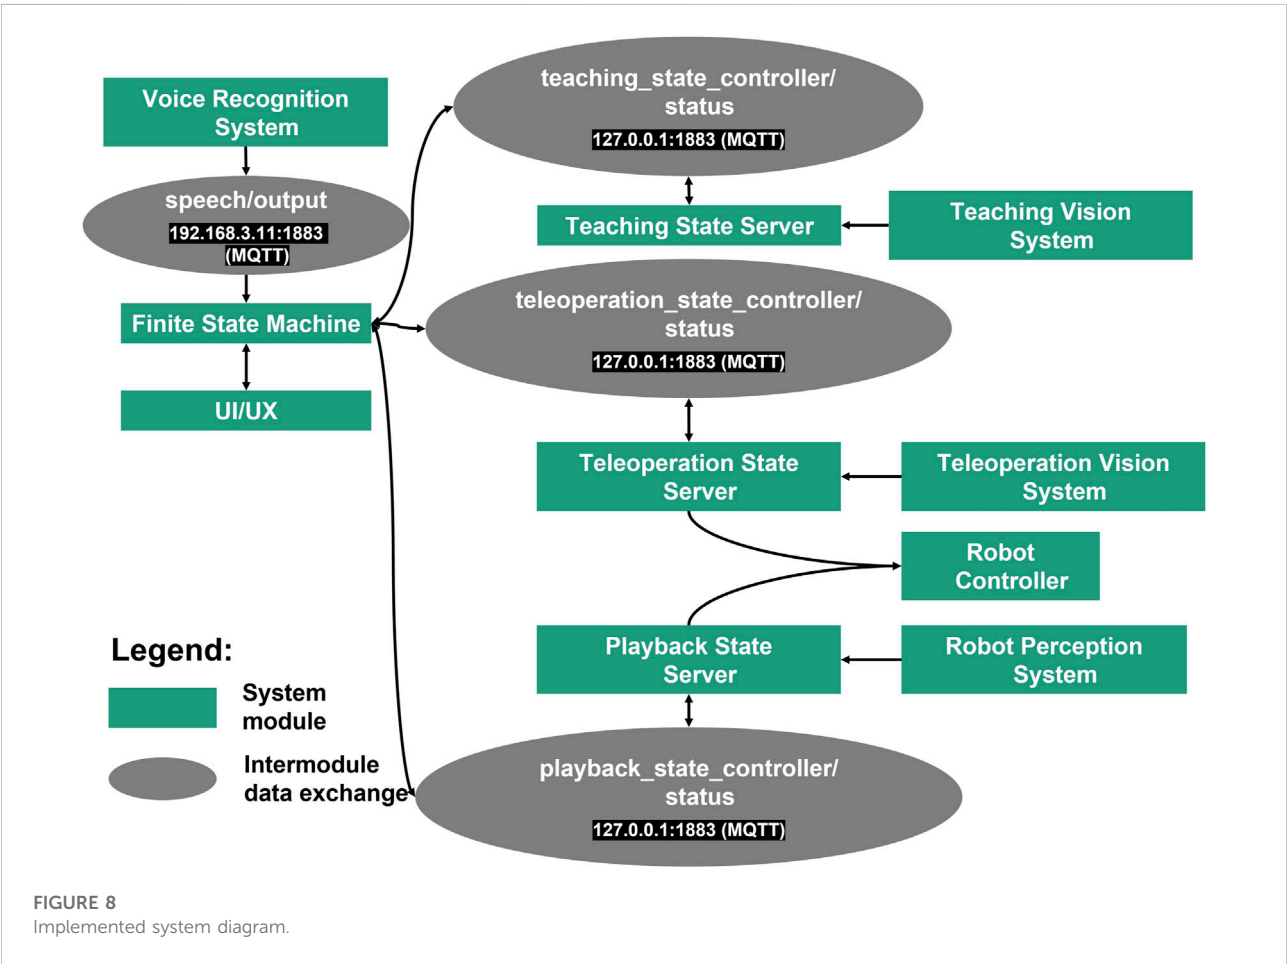 Voice Recognition
System
speech/output
192.168.3.11:1883
(MQTT)
Finite State Machine
UI/UX
teaching_state_controller/
status
127.0.0.1:1883 (MQTT)
Teaching State Server
Teaching Vision
System
teleoperation_state_controller/
status
127.0.0.1:1883 (MQTT)
Teleoperation State
Server
Teleoperation Vision
System
Robot
Controller
Playback State
Server
Robot Perception
System
playback_state_controller/
status
127.0.0.1:1883 (MQTT)
Legend:
System
module
Intermodule
data exchange
FIGURE 8
Implemented system diagram.